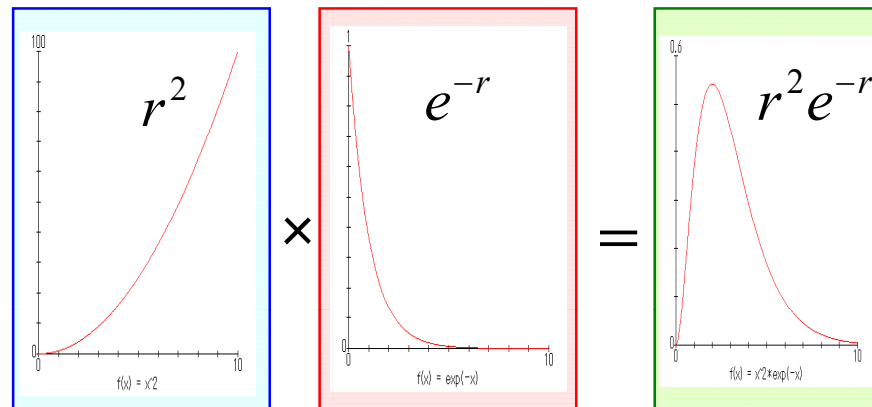 100
r²
0
0
10
f(x) = x^2
×
1
e⁻ʳ
0
0
10
f(x) = exp(-x)
=
0.6
r²e⁻ʳ
0
0
10
f(x) = x^2*exp(-x)